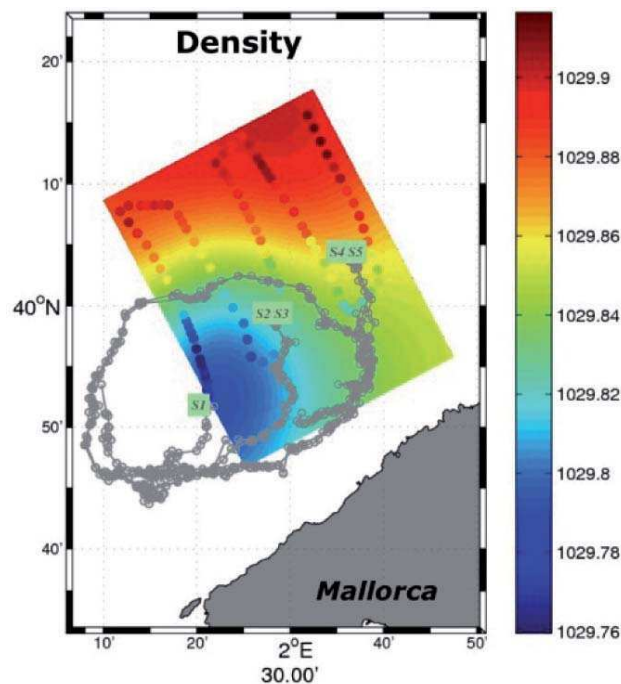 Density
20'
10'
40°N
50'
40'
S4 S5
S2 S3
S1
Mallorca
10'
20'
2°E
30.00'
40'
50'
1029.9
1029.88
1029.86
1029.84
1029.82
1029.8
1029.78
1029.76